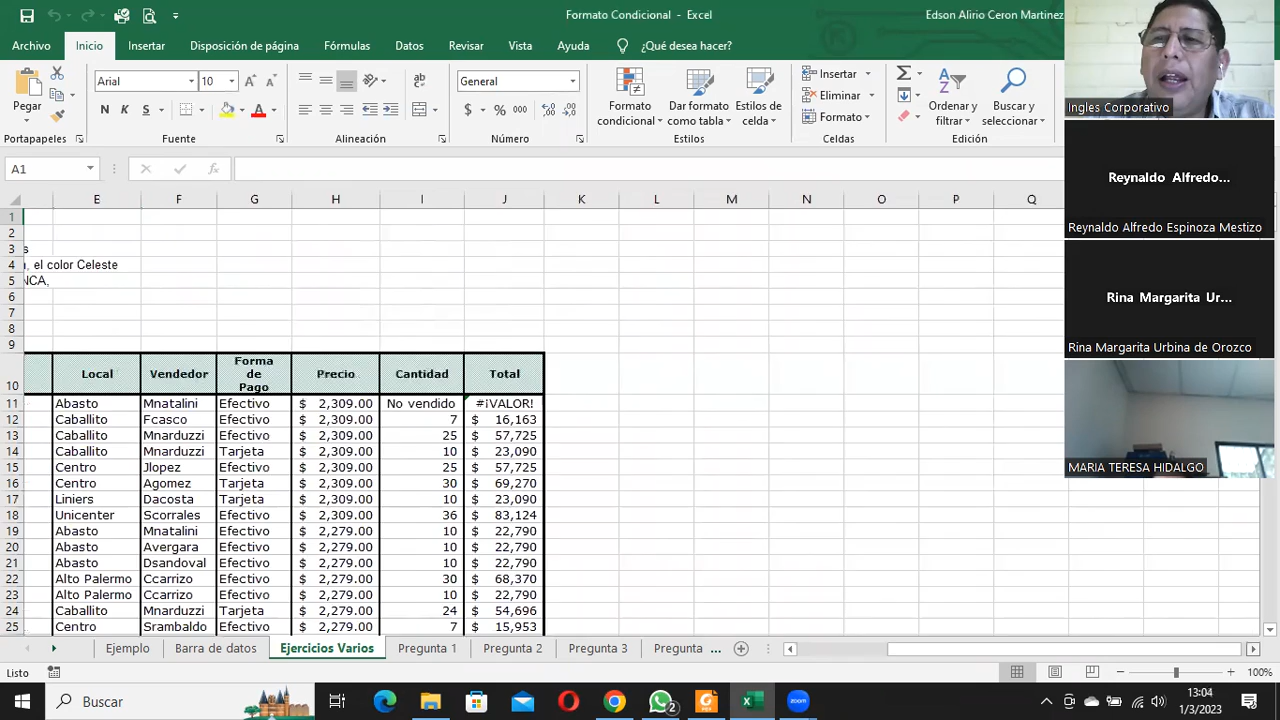 Formato Condicional - Excel
Edson Alirio Ceron Martinez
Archivo Inicio Insertar Disposición de página Fórmulas Datos Revisar Vista Ayuda ¿Qué desea hacer?
Pegar
Arial 10
N K S
ab
General
$ % 000
Formato condicional
Dar formato como tabla
Estilos de celda
Insertar
Eliminar
Formato
Ordenar y filtrar
Buscar y seleccionar
Portapapeles Fuente Alineación Número Estilos Celdas Edición
A1 fx
E F G H I J K L M N O P Q
1
2
3 s
4 , el color Celeste
5 NCA,
6
7
8
9
10 Local Vendedor Forma de Pago Precio Cantidad Total
11 Abasto Mnatalini Efectivo $ 2,309.00 No vendido #¡VALOR!
12 Caballito Fcasco Efectivo $ 2,309.00 7 $ 16,163
13 Caballito Mnarduzzi Efectivo $ 2,309.00 25 $ 57,725
14 Caballito Mnarduzzi Tarjeta $ 2,309.00 10 $ 23,090
15 Centro Jlopez Efectivo $ 2,309.00 25 $ 57,725
16 Centro Agomez Tarjeta $ 2,309.00 30 $ 69,270
17 Liniers Dacosta Tarjeta $ 2,309.00 10 $ 23,090
18 Unicenter Scorrales Efectivo $ 2,309.00 36 $ 83,124
19 Abasto Mnatalini Efectivo $ 2,279.00 10 $ 22,790
20 Abasto Avergara Efectivo $ 2,279.00 10 $ 22,790
21 Abasto Dsandoval Efectivo $ 2,279.00 10 $ 22,790
22 Alto Palermo Ccarrizo Efectivo $ 2,279.00 30 $ 68,370
23 Alto Palermo Ccarrizo Efectivo $ 2,279.00 10 $ 22,790
24 Caballito Mnarduzzi Tarjeta $ 2,279.00 24 $ 54,696
25 Centro Srambaldo Efectivo $ 2,279.00 7 $ 15,953
Ingles Corporativo
Reynaldo Alfredo...
Reynaldo Alfredo Espinoza Mestizo
Rina Margarita Ur...
Rina Margarita Urbina de Orozco
MARIA TERESA HIDALGO
Ejemplo Barra de datos Ejercicios Varios Pregunta 1 Pregunta 2 Pregunta 3 Pregunta ...
Listo
100%
Buscar
2
13:04
1/3/2023